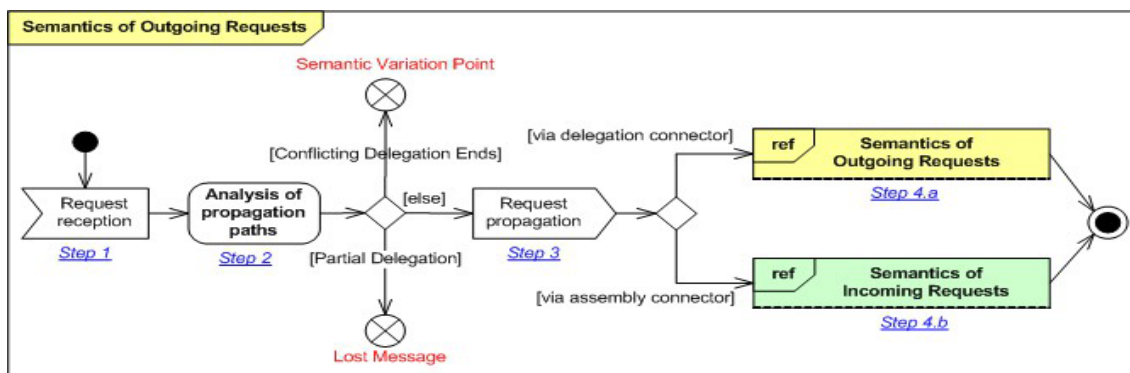 Semantics of Outgoing Requests
Semantic Variation Point
[Conflicting Delegation Ends]
Request
reception
Step 1
Analysis of
propagation
paths
Step 2
[else]
[Partial Delegation]
Lost Message
Request
propagation
Step 3
[via delegation connector]
ref
Semantics of
Outgoing Requests
Step 4.a
[via assembly connector]
ref
Semantics of
Incoming Requests
Step 4.b